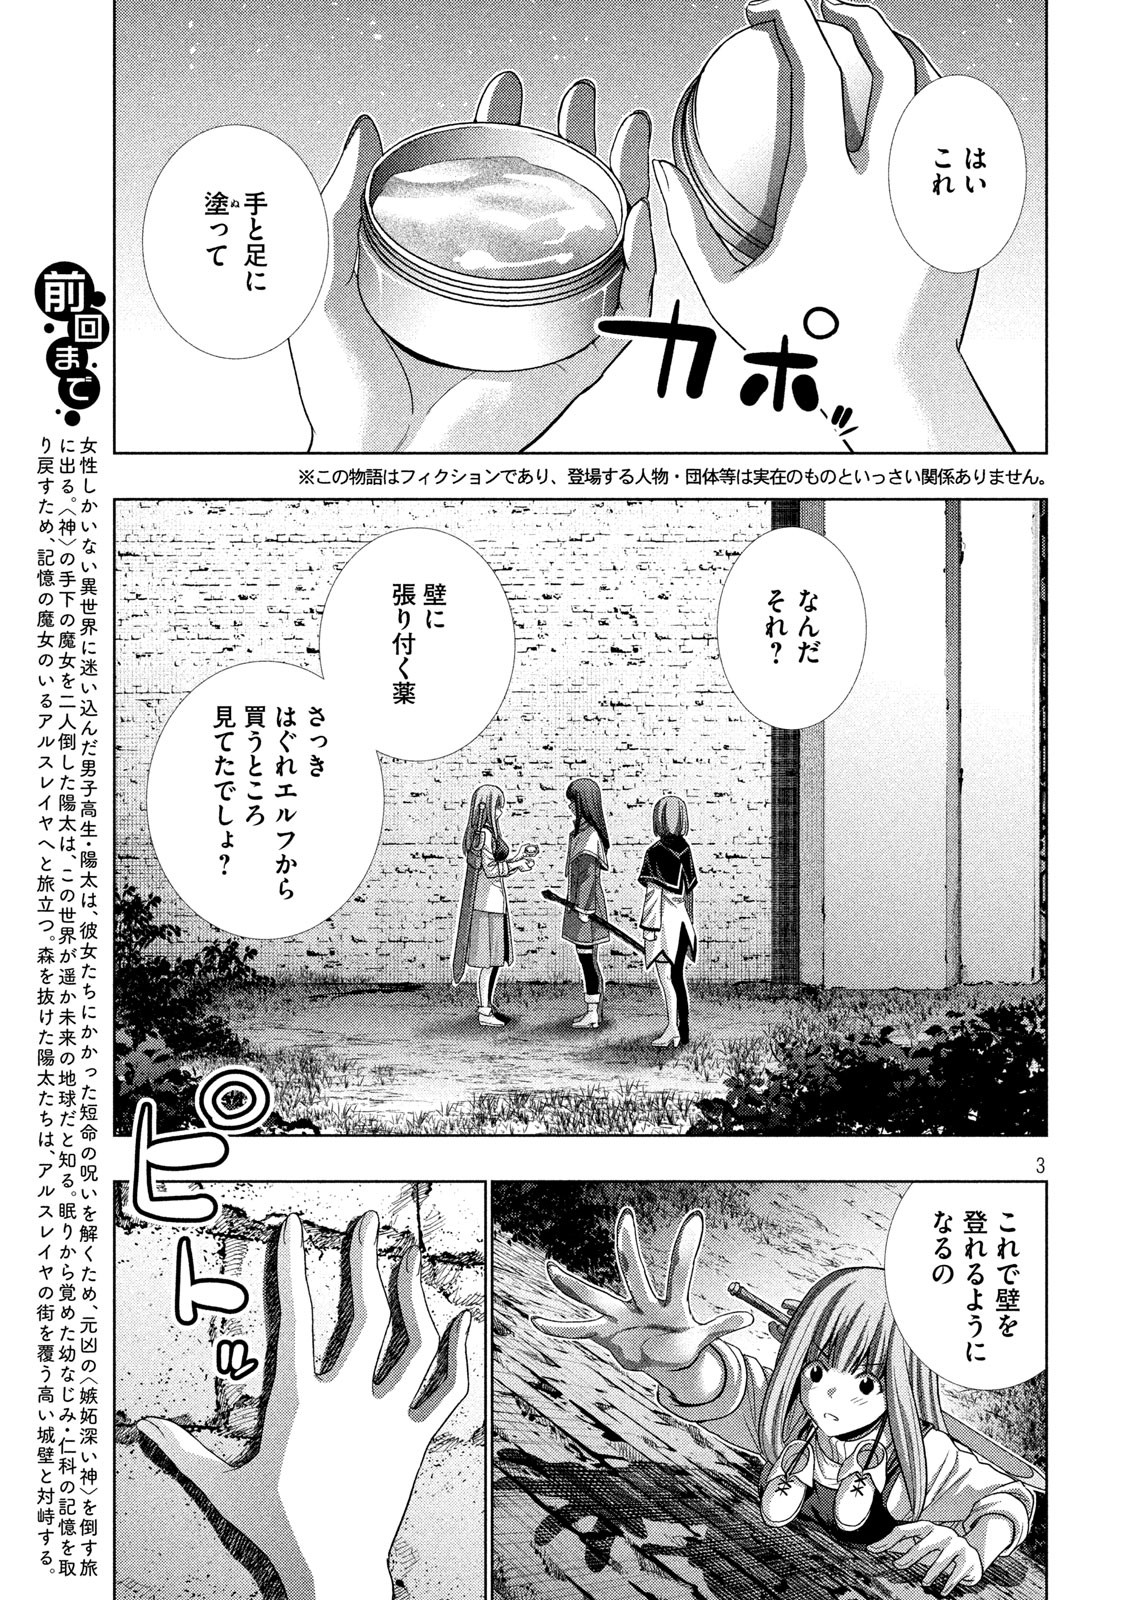 はい
これ
手と足に
塗って
ぬ
カポッ
※この物語はフィクションであり、登場する人物・団体等は実在のものといっさい関係ありません。
なんだ
それ？
壁に
張り付く薬
さっき
はぐれエルフから
買うところ
見てたでしょ？
3
これで壁を
登れるように
なるの
ピトッ
前回まで
女性しかいない異世界に迷い込んだ男子高生・陽太は、彼女たちにかかった短命の呪いを解くため、元凶の〈嫉妬深い神〉を倒す旅
に出る。〈神〉の手下の魔女を二人倒した陽太は、この世界が遥か未来の地球だと知る。眠りから覚めた幼なじみ・仁科の記憶を取
り戻すため、記憶の魔女のいるアルスレイヤへと旅立つ。森を抜けた陽太たちは、アルスレイヤの街を覆う高い城壁と対峙する。